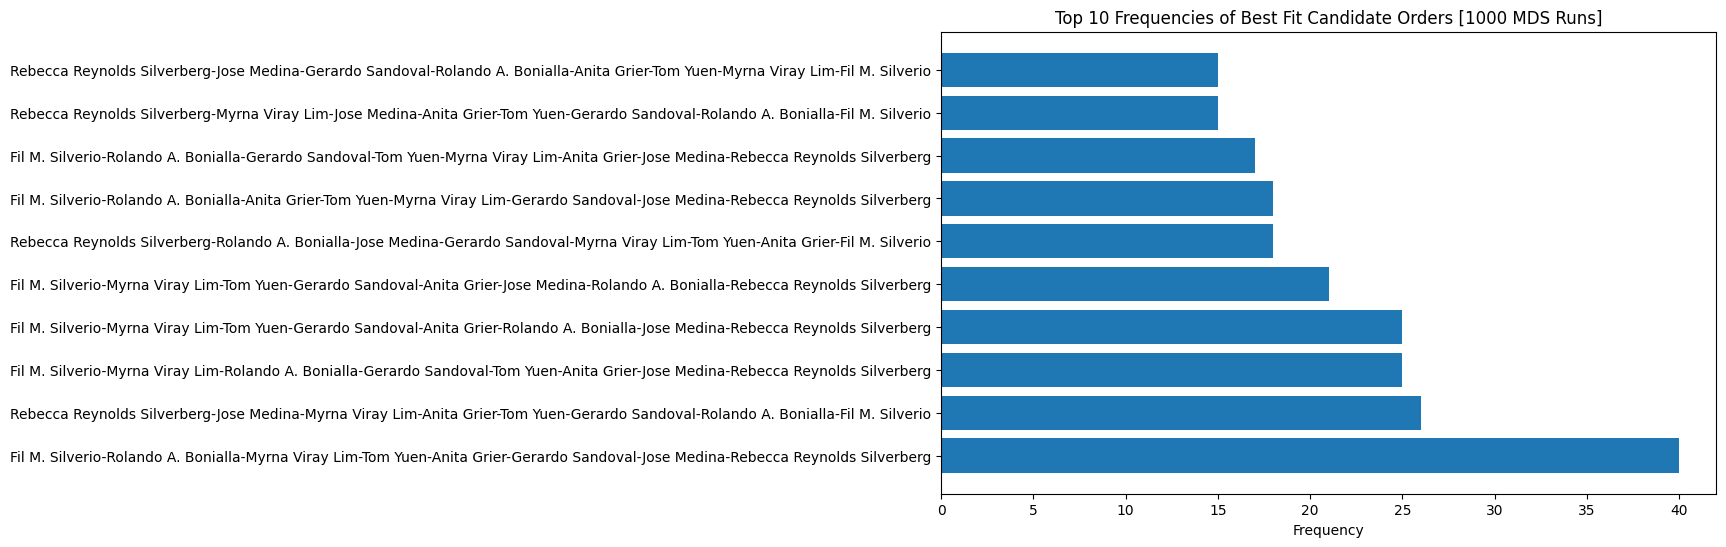 Top 10 Frequencies of Best Fit Candidate Orders [1000 MDS Runs]
Rebecca Reynolds Silverberg-Jose Medina-Gerardo Sandoval-Rolando A. Bonialla-Anita Grier-Tom Yuen-Myrna Viray Lim-Fil M. Silverio
Rebecca Reynolds Silverberg-Myrna Viray Lim-Jose Medina-Anita Grier-Tom Yuen-Gerardo Sandoval-Rolando A. Bonialla-Fil M. Silverio
Fil M. Silverio-Rolando A. Bonialla-Gerardo Sandoval-Tom Yuen-Myrna Viray Lim-Anita Grier-Jose Medina-Rebecca Reynolds Silverberg
Fil M. Silverio-Rolando A. Bonialla-Anita Grier-Tom Yuen-Myrna Viray Lim-Gerardo Sandoval-Jose Medina-Rebecca Reynolds Silverberg
Rebecca Reynolds Silverberg-Rolando A. Bonialla-Jose Medina-Gerardo Sandoval-Myrna Viray Lim-Tom Yuen-Anita Grier-Fil M. Silverio
Fil M. Silverio-Myrna Viray Lim-Tom Yuen-Gerardo Sandoval-Anita Grier-Jose Medina-Rolando A. Bonialla-Rebecca Reynolds Silverberg
Fil M. Silverio-Myrna Viray Lim-Tom Yuen-Gerardo Sandoval-Anita Grier-Rolando A. Bonialla-Jose Medina-Rebecca Reynolds Silverberg
Fil M. Silverio-Myrna Viray Lim-Rolando A. Bonialla-Gerardo Sandoval-Tom Yuen-Anita Grier-Jose Medina-Rebecca Reynolds Silverberg
Rebecca Reynolds Silverberg-Jose Medina-Myrna Viray Lim-Anita Grier-Tom Yuen-Gerardo Sandoval-Rolando A. Bonialla-Fil M. Silverio
Fil M. Silverio-Rolando A. Bonialla-Myrna Viray Lim-Tom Yuen-Anita Grier-Gerardo Sandoval-Jose Medina-Rebecca Reynolds Silverberg
0 5 10 15 20 25 30 35 40
Frequency